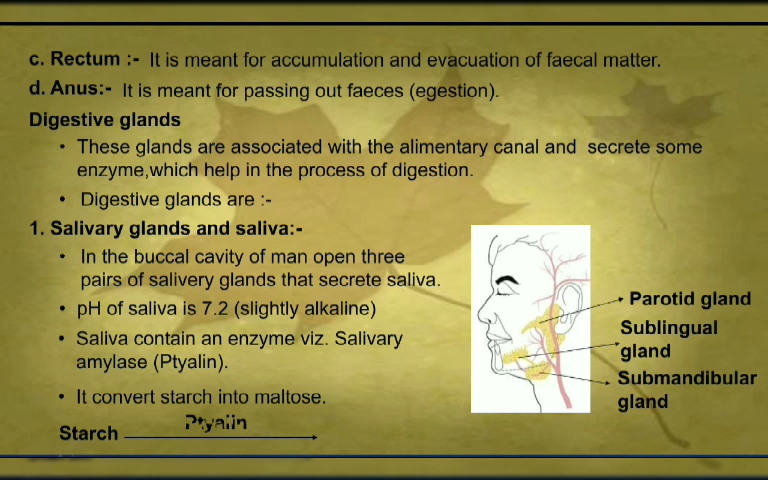 c. Rectum :- It is meant for accumulation and evacuation of faecal matter.
d. Anus:- It is meant for passing out faeces (egestion).
Digestive glands
• These glands are associated with the alimentary canal and secrete some
enzyme,which help in the process of digestion.
• Digestive glands are :-
1. Salivary glands and saliva:-
• In the buccal cavity of man open three
pairs of salivery glands that secrete saliva.
• pH of saliva is 7.2 (slightly alkaline)
• Saliva contain an enzyme viz. Salivary
amylase (Ptyalin).
• It convert starch into maltose.
Ptyalin
Starch
Parotid gland
Sublingual
gland
Submandibular
gland